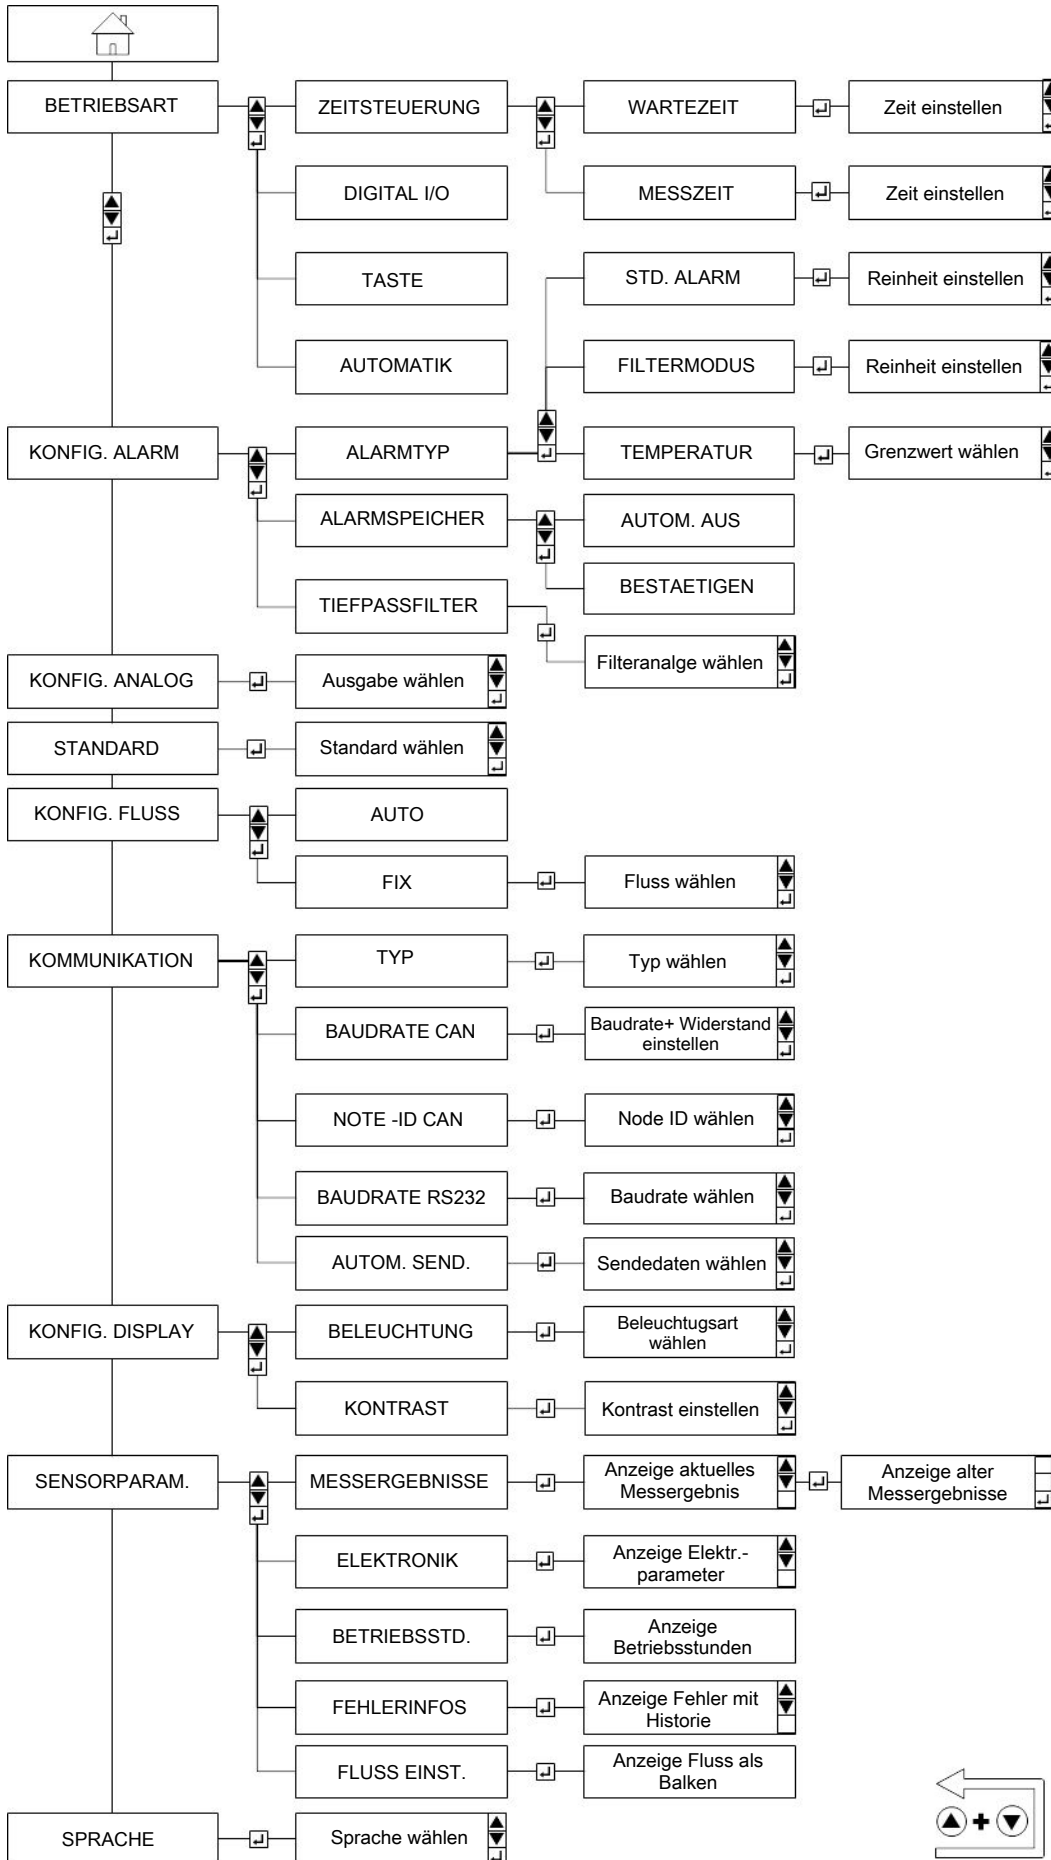 BETRIEBSART
ZEITSTEUERUNG
WARTEZEIT
Zeit einstellen
DIGITAL I/O
MESSZEIT
Zeit einstellen
TASTE
STD. ALARM
Reinheit einstellen
AUTOMATIK
FILTERMODUS
Reinheit einstellen
KONFIG. ALARM
ALARMTYP
TEMPERATUR
Grenzwert wählen
ALARMSPEICHER
AUTOM. AUS
BESTAETIGEN
TIEFPASSFILTER
Filteranalge wählen
KONFIG. ANALOG
Ausgabe wählen
STANDARD
Standard wählen
KONFIG. FLUSS
AUTO
FIX
Fluss wählen
KOMMUNIKATION
TYP
Typ wählen
BAUDRATE CAN
Baudrate+ Widerstand
einstellen
NOTE -ID CAN
Node ID wählen
BAUDRATE RS232
Baudrate wählen
AUTOM. SEND.
Sendedaten wählen
KONFIG. DISPLAY
BELEUCHTUNG
Beleuchtugsart
wählen
KONTRAST
Kontrast einstellen
SENSORPARAM.
MESSERGEBNISSE
Anzeige aktuelles
Messergebnis
Anzeige alter
Messergebnisse
ELEKTRONIK
Anzeige Elektr.-
parameter
BETRIEBSSTD.
Anzeige
Betriebsstunden
FEHLERINFOS
Anzeige Fehler mit
Historie
FLUSS EINST.
Anzeige Fluss als
Balken
+
SPRACHE
Sprache wählen